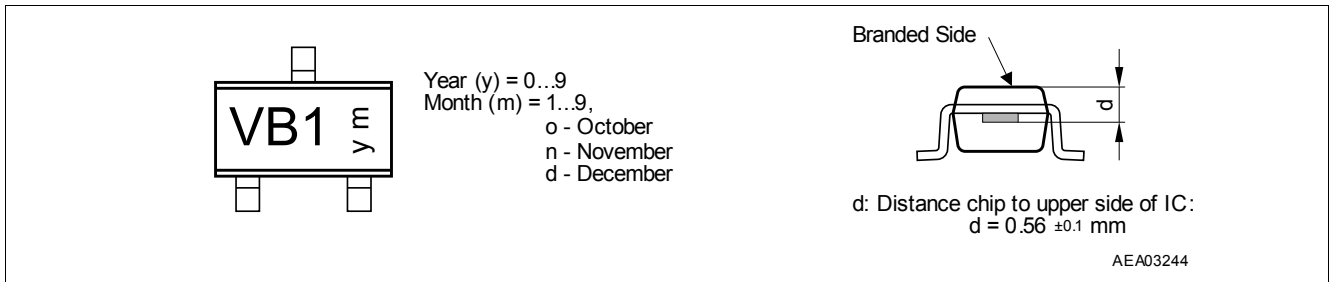 VB1
y m
Year (y) = 0...9
Month (m) = 1...9,
o - October
n - November
d - December
Branded Side
d
d: Distance chip to upper side of IC:
d = 0.56 ±0.1 mm
AEA03244